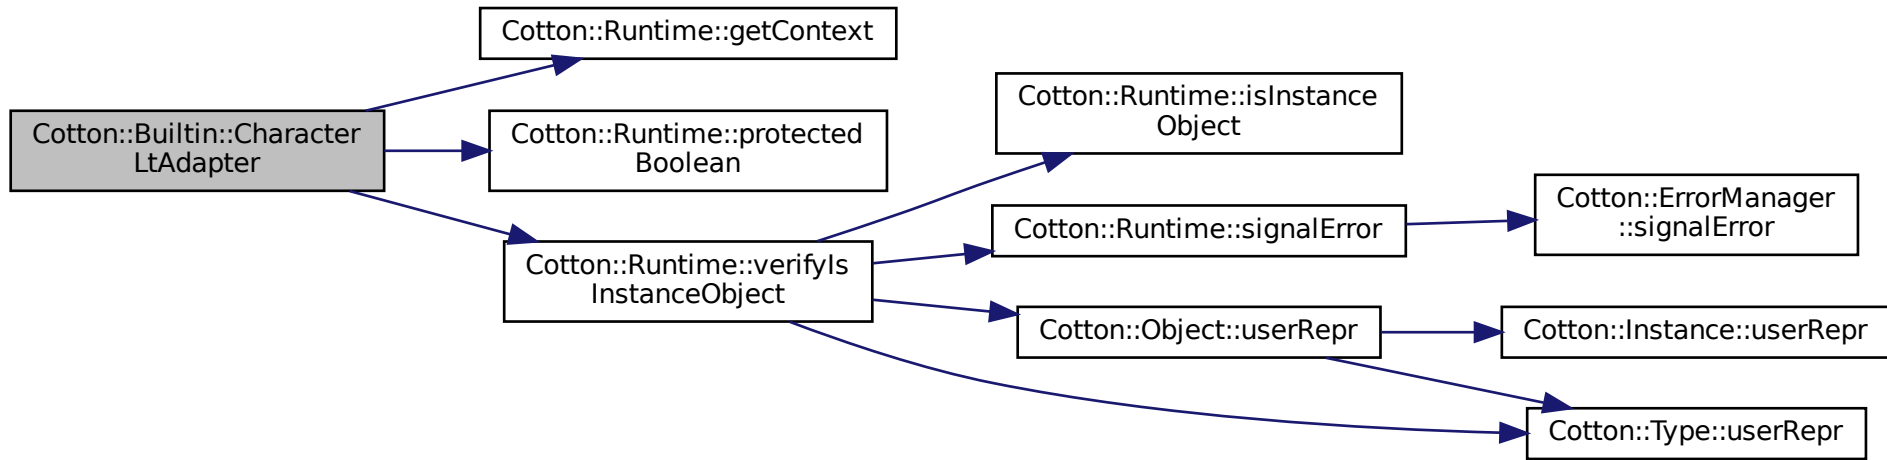 Cotton::Runtime::getContext
Cotton::Builtin::Character
LtAdapter
Cotton::Runtime::protected
Boolean
Cotton::Runtime::verifyIs
InstanceObject
Cotton::Runtime::isInstance
Object
Cotton::Runtime::signalError
Cotton::Object::userRepr
Cotton::ErrorManager
::signalError
Cotton::Instance::userRepr
Cotton::Type::userRepr